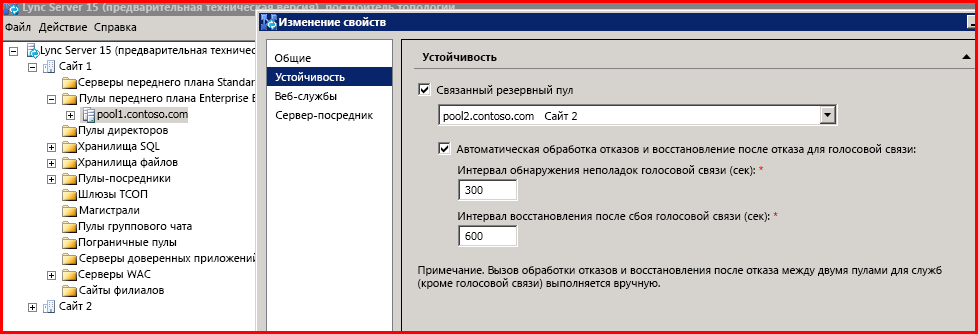 Lync Server 15 (предварительная техническая версия), построитель топологии
Изменение свойств
Файл Действие Справка
Lync Server 15 (предварительная техничес
Сайт 1
Серверы переднего плана Standar
Пулы переднего плана Enterprise E
pool1.contoso.com
Пулы директоров
Хранилища SQL
Хранилища файлов
Пулы-посредники
Шлюзы ТСОП
Магистрали
Пулы группового чата
Пограничные пулы
Серверы доверенных приложений
Серверы WAC
Сайты филиалов
Сайт 2
Общие
Устойчивость
Веб-службы
Сервер-посредник
Устойчивость
Связанный резервный пул
pool2.contoso.com Сайт 2
Автоматическая обработка отказов и восстановление после отказа для голосовой связи:
Интервал обнаружения неполадок голосовой связи (сек): *
300
Интервал восстановления после сбоя голосовой связи (сек): *
600
Примечание. Вызов обработки отказов и восстановления после отказа между двумя пулами для служб
(кроме голосовой связи) выполняется вручную.